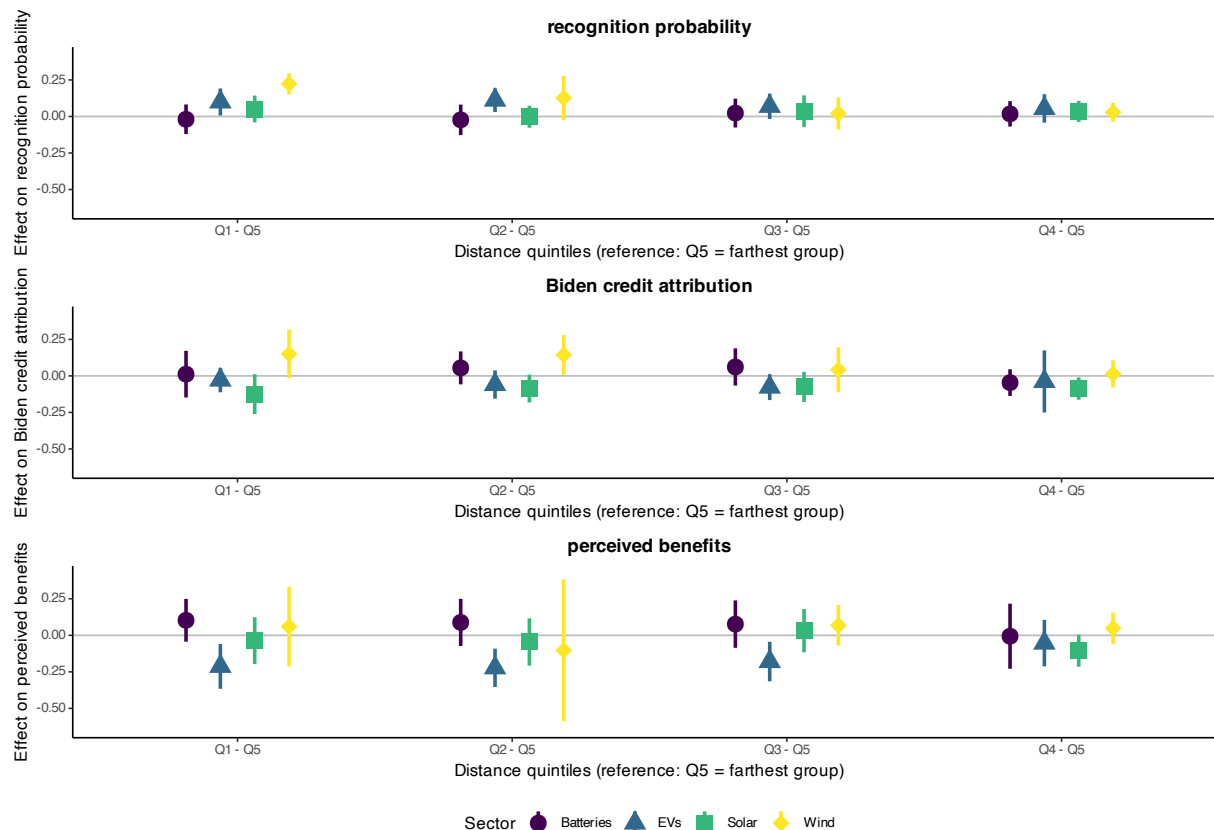 recognition probability
Effect on recognition probability
0.25
0.00
-0.25
-0.50
Q1 - Q5 Q2 - Q5 Q3 - Q5 Q4 - Q5
Distance quintiles (reference: Q5 = farthest group)
Biden credit attribution
Effect on Biden credit attribution
0.25
0.00
-0.25
-0.50
Q1 - Q5 Q2 - Q5 Q3 - Q5 Q4 - Q5
Distance quintiles (reference: Q5 = farthest group)
perceived benefits
Effect on perceived benefits
0.25
0.00
-0.25
-0.50
Q1 - Q5 Q2 - Q5 Q3 - Q5 Q4 - Q5
Distance quintiles (reference: Q5 = farthest group)
Sector Batteries EVs Solar Wind